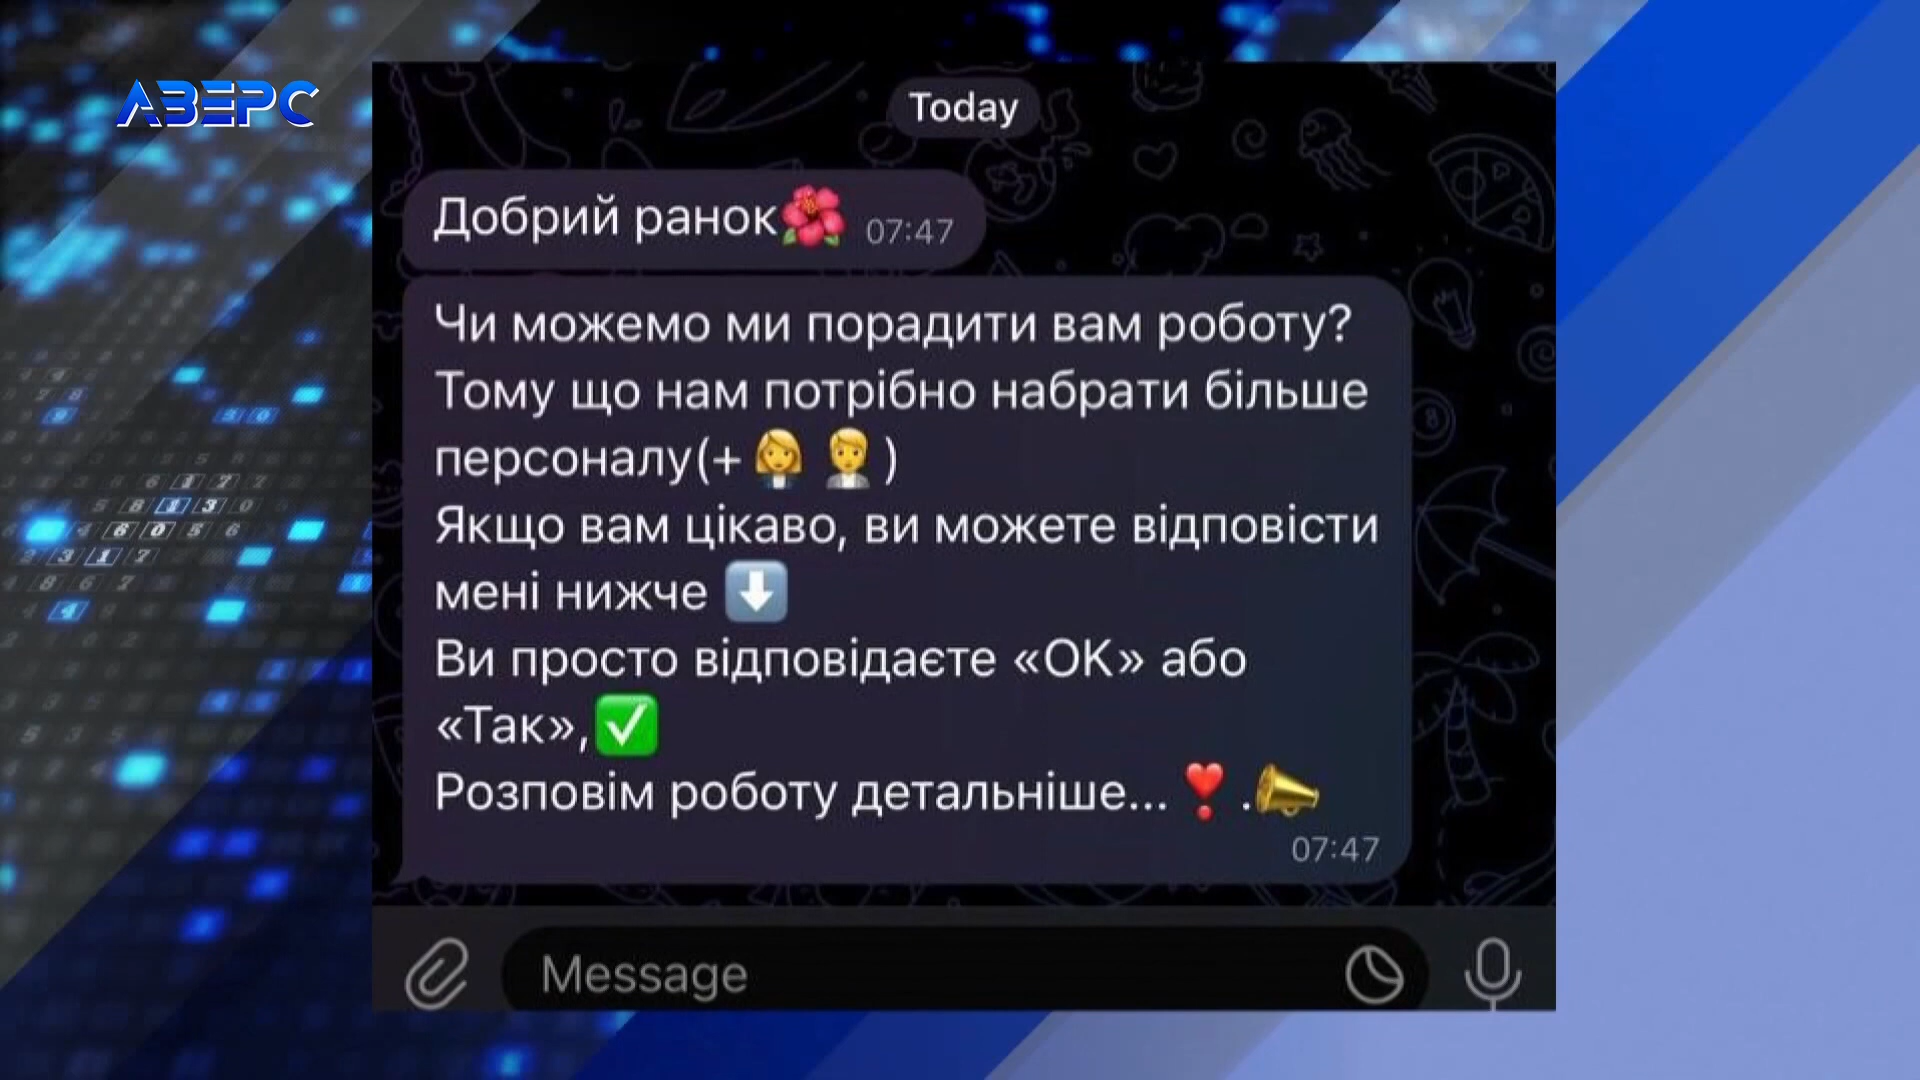 АВЕРС
Today
Добрий ранок🌺 07:47
Чи можемо ми порадити вам роботу?
Тому що нам потрібно набрати більше
персоналу(+👩‍💼 🧑‍💼 )
Якщо вам цікаво, ви можете відповісти
мені нижче ⬇️
Ви просто відповідаєте «ОК» або
«Так»,✅
Розповім роботу детальніше... ❣️ .📣
07:47
Message